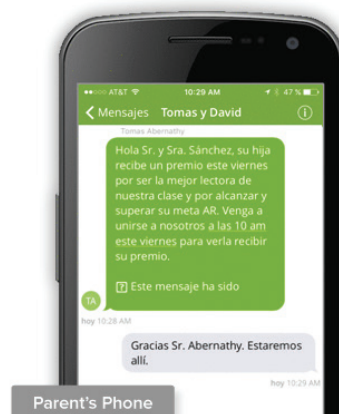 AT&T 10:29 AM 47 %
Mensajes Tomas y David
Tomas Abernathy
Hola Sr. y Sra. Sánchez, su hija
recibe un premio este viernes
por ser la mejor lectora de
nuestra clase y por alcanzar y
superar su meta AR. Venga a
unirse a nosotros a las 10 am
este viernes para verla recibir
su premio.
Este mensaje ha sido
TA
hoy 10:28 AM
Gracias Sr. Abernathy. Estaremos
allí.
hoy 10:29 AM
Parent's Phone